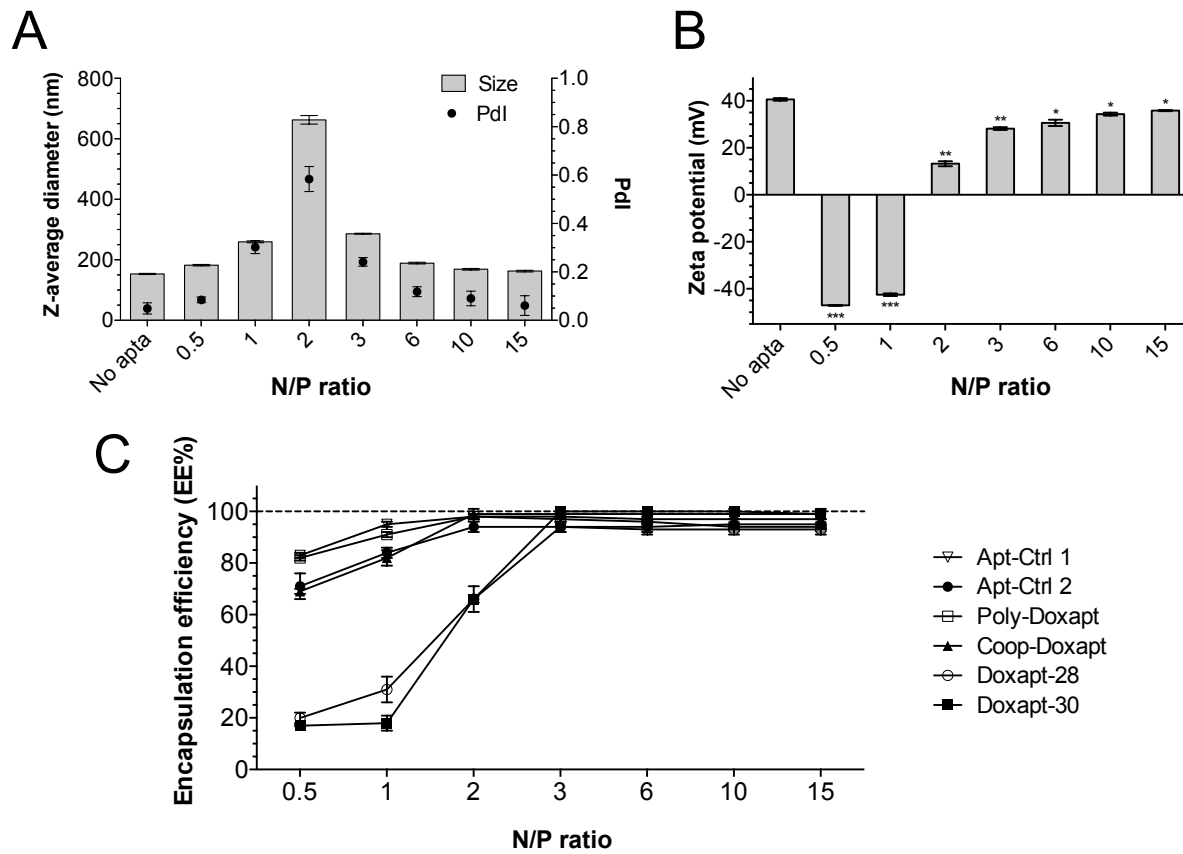 A
Z-average diameter (nm)
800
600
400
200
0
Size
PdI
1.0
0.8
0.6
0.4
0.2
0.0
PdI
No apta
0.5
1
2
3
6
10
15
N/P ratio
B
Zeta potential (mV)
40
20
0
-20
-40
***
***
**
**
*
*
*
No apta
0.5
1
2
3
6
10
15
N/P ratio
C
Encapsulation efficiency (EE%)
100
80
60
40
20
0
0.5
1
2
3
6
10
15
N/P ratio
Apt-Ctrl 1
Apt-Ctrl 2
Poly-Doxapt
Coop-Doxapt
Doxapt-28
Doxapt-30